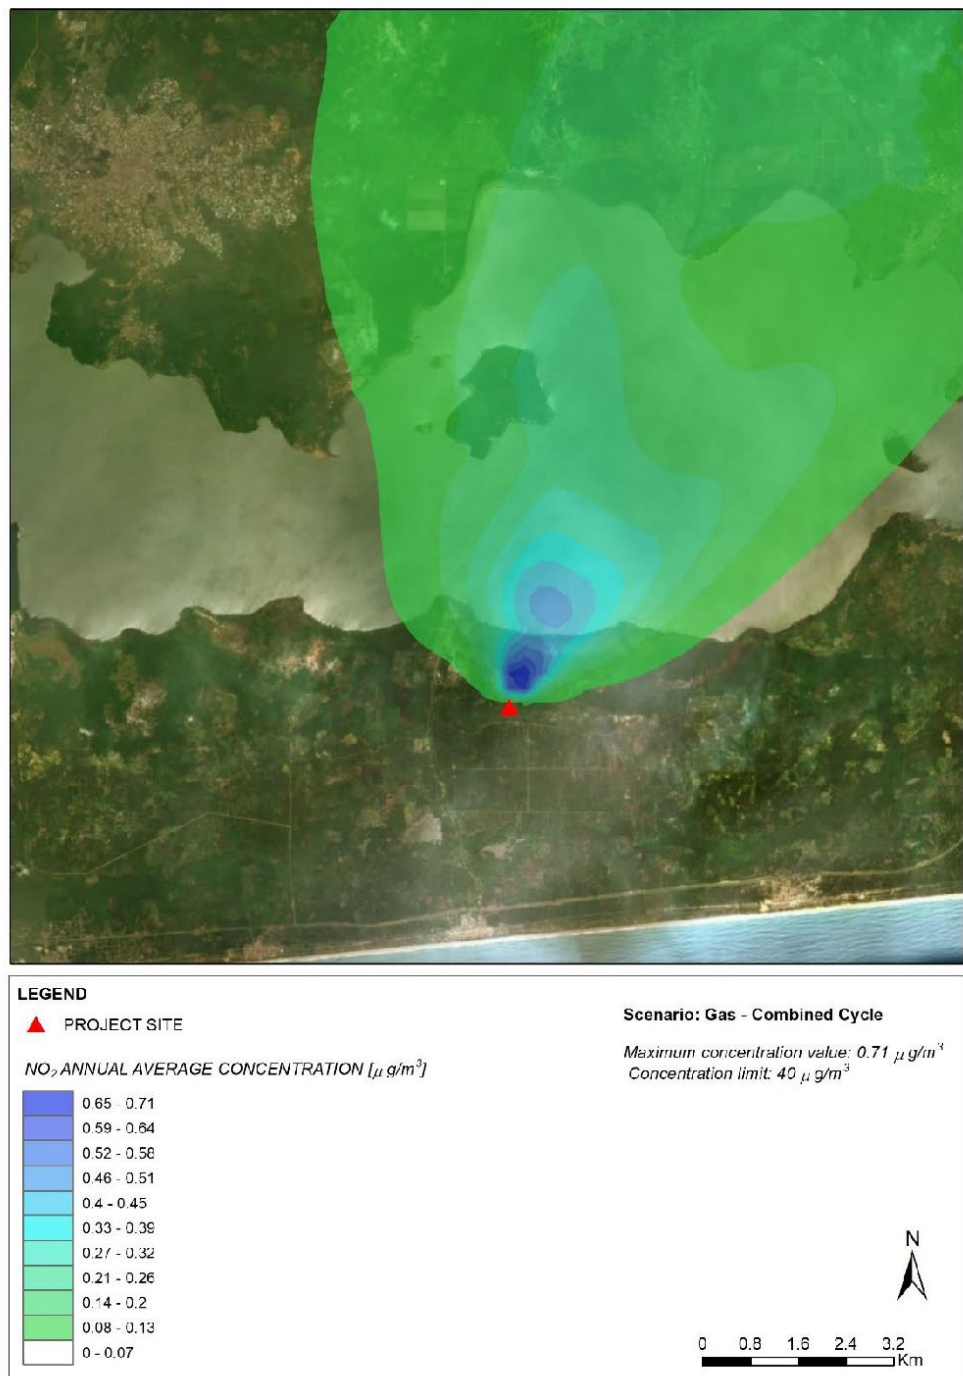 LEGEND
PROJECT SITE
NO₂ ANNUAL AVERAGE CONCENTRATION [μ g/m³]
0.65 - 0.71
0.59 - 0.64
0.52 - 0.58
0.46 - 0.51
0.4 - 0.45
0.33 - 0.39
0.27 - 0.32
0.21 - 0.26
0.14 - 0.2
0.08 - 0.13
0 - 0.07
Scenario: Gas - Combined Cycle
Maximum concentration value: 0.71 μ g/m³
Concentration limit: 40 μ g/m³
N
0 0.8 1.6 2.4 3.2
Km